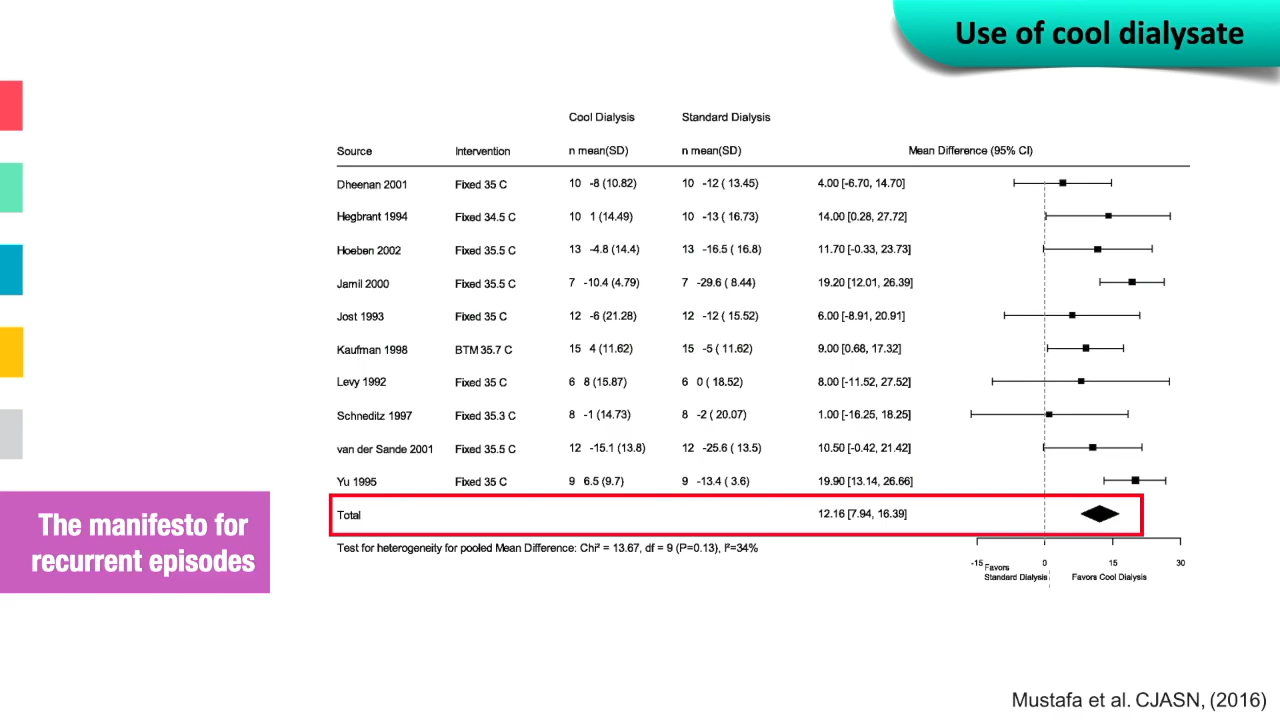 Use of cool dialysate
Cool Dialysis Standard Dialysis
Source Intervention n mean(SD) n mean(SD) Mean Difference (95% CI)
Dheenan 2001 Fixed 35 C 10 -8 (10.82) 10 -12 ( 13.45) 4.00 [-6.70, 14.70]
Hegbrant 1994 Fixed 34.5 C 10 1 (14.49) 10 -13 ( 16.73) 14.00 [0.28, 27.72]
Hoeben 2002 Fixed 35.5 C 13 -4.8 (14.4) 13 -16.5 ( 16.8) 11.70 [-0.33, 23.73]
Jamil 2000 Fixed 35.5 C 7 -10.4 (4.79) 7 -29.6 ( 8.44) 19.20 [12.01, 26.39]
Jost 1993 Fixed 35 C 12 -6 (21.28) 12 -12 ( 15.52) 6.00 [-8.91, 20.91]
Kaufman 1998 BTM 35.7 C 15 4 (11.62) 15 -5 ( 11.62) 9.00 [0.68, 17.32]
Levy 1992 Fixed 35 C 6 8 (15.87) 6 0 ( 18.52) 8.00 [-11.52, 27.52]
Schneditz 1997 Fixed 35.3 C 8 -1 (14.73) 8 -2 ( 20.07) 1.00 [-16.25, 18.25]
van der Sande 2001 Fixed 35.5 C 12 -15.1 (13.8) 12 -25.6 ( 13.5) 10.50 [-0.42, 21.42]
Yu 1995 Fixed 35 C 9 6.5 (9.7) 9 -13.4 ( 3.6) 19.90 [13.14, 26.66]
Total 12.16 [7.94, 16.39]
Test for heterogeneity for pooled Mean Difference: Chi² = 13.67, df = 9 (P=0.13), I²=34%
-15 0 15 30
Favors
Standard Dialysis Favors Cool Dialysis
The manifesto for
recurrent episodes
Mustafa et al. CJASN, (2016)